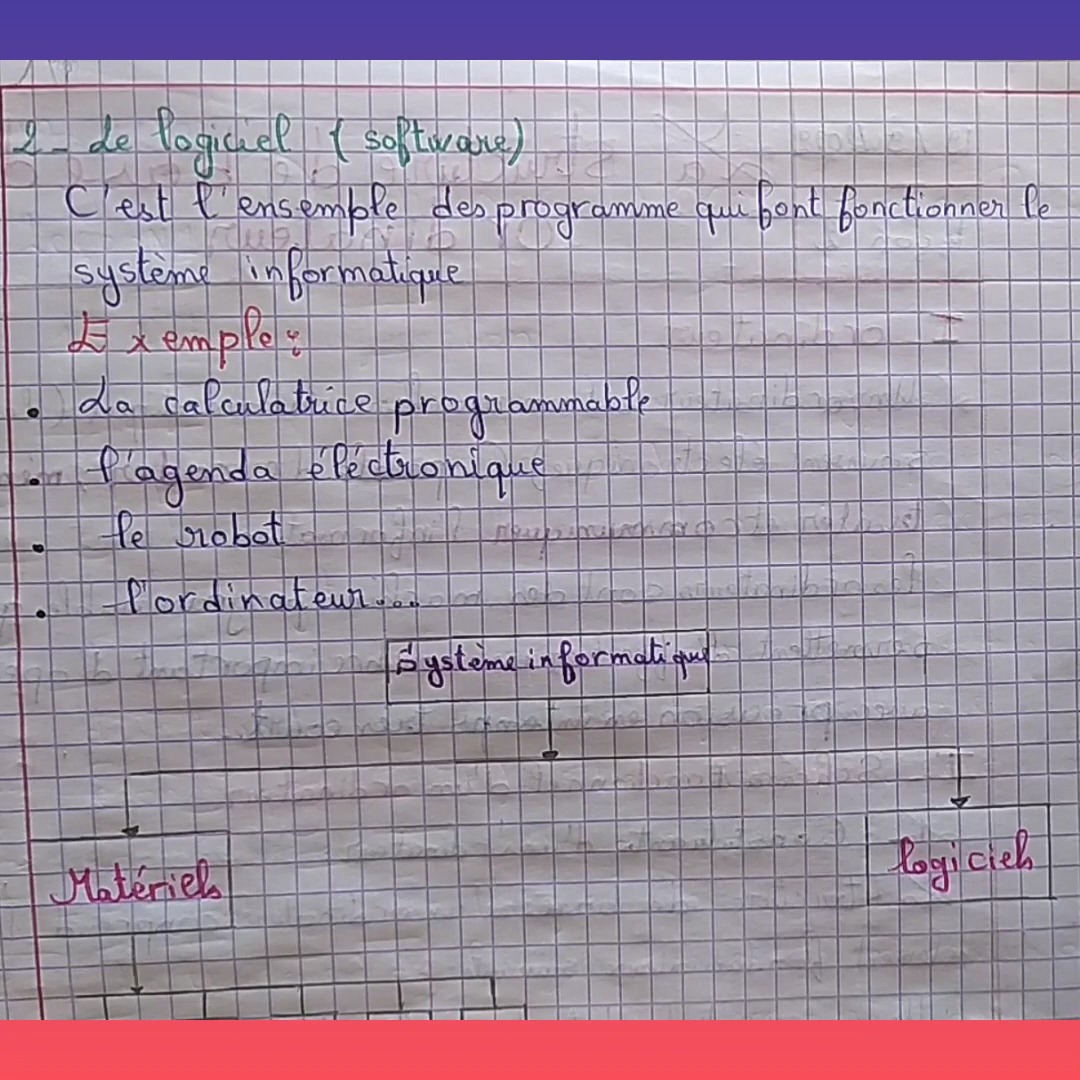 2- Le logiciel (software)
C'est l'ensemble des programme qui font fonctionner le
système informatique
Exemple:
• La calculatrice programmable
• l'agenda éléctronique
• le robot
• l'ordinateur...
Système informatique
Matériels
logiciels